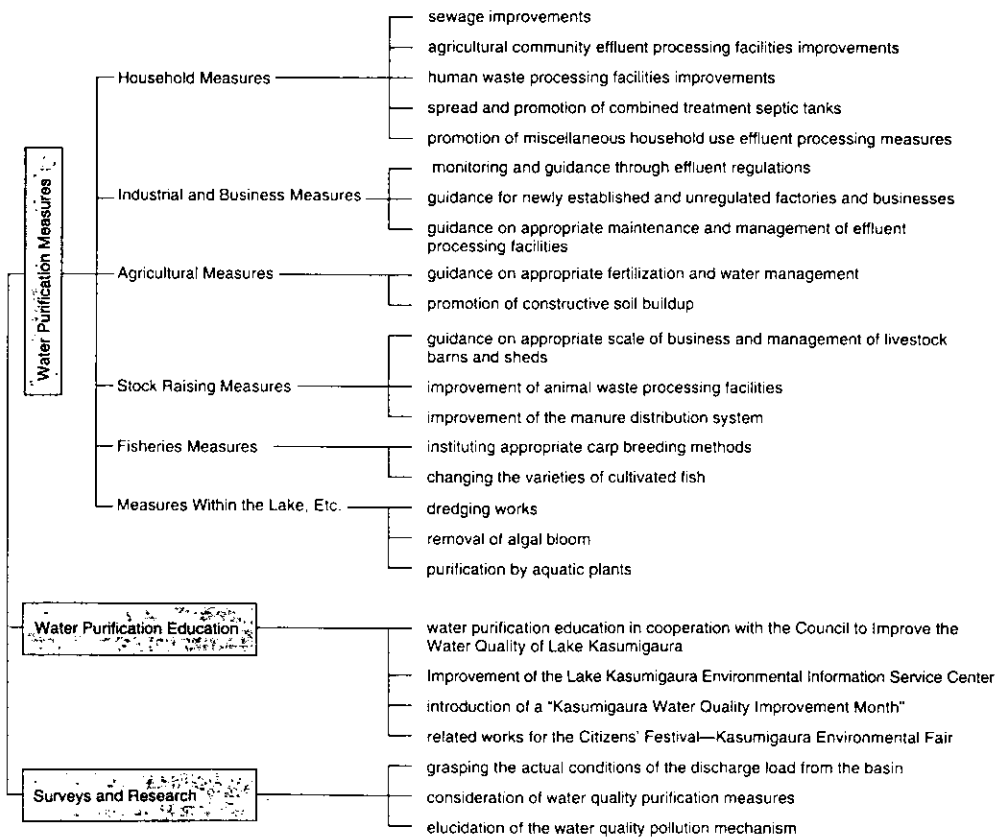 sewage improvements
agricultural community effluent processing facilities improvements
Household Measures
human waste processing facilities improvements
spread and promotion of combined treatment septic tanks
promotion of miscellaneous household use effluent processing measures
Water Purification Measures
monitoring and guidance through effluent regulations
Industrial and Business Measures
guidance for newly established and unregulated factories and businesses
guidance on appropriate maintenance and management of effluent
processing facilities
Agricultural Measures
guidance on appropriate fertilization and water management
promotion of constructive soil buildup
guidance on appropriate scale of business and management of livestock
barns and sheds
Stock Raising Measures
improvement of animal waste processing facilities
improvement of the manure distribution system
Fisheries Measures
instituting appropriate carp breeding methods
changing the varieties of cultivated fish
Measures Within the Lake, Etc.
dredging works
removal of algal bloom
purification by aquatic plants
Water Purification Education
water purification education in cooperation with the Council to Improve the
Water Quality of Lake Kasumigaura
Improvement of the Lake Kasumigaura Environmental Information Service Center
introduction of a "Kasumigaura Water Quality Improvement Month"
related works for the Citizens' Festival—Kasumigaura Environmental Fair
Surveys and Research
grasping the actual conditions of the discharge load from the basin
consideration of water quality purification measures
elucidation of the water quality pollution mechanism